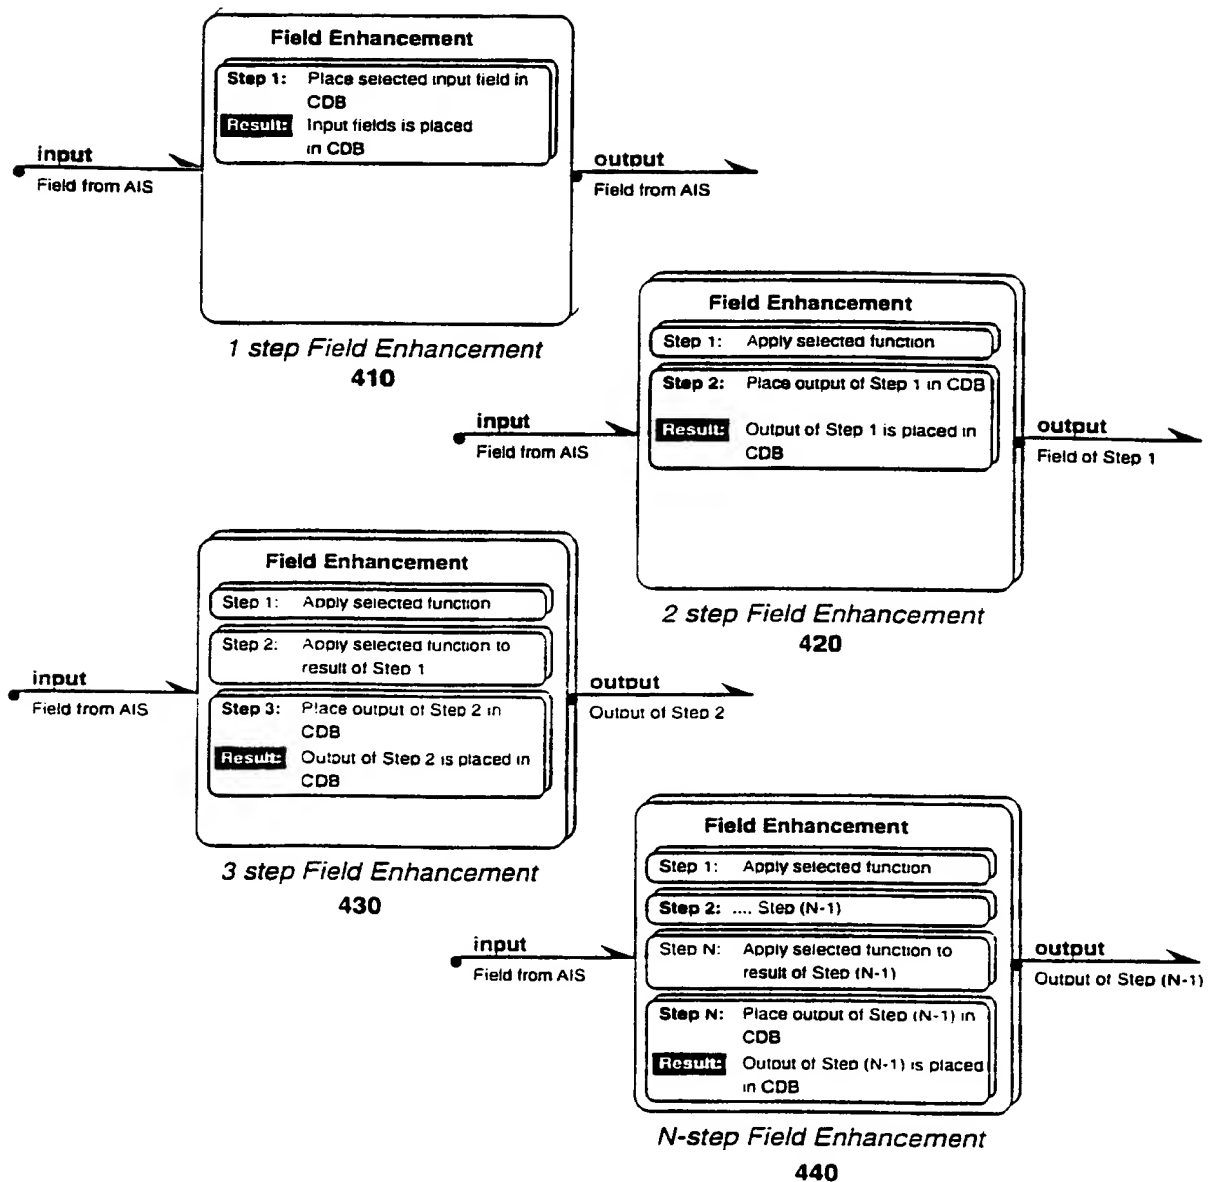 Field Enhancement
Step 1: Place selected input field in
CDB
Result: Input fields is placed
in CDB
input
Field from AIS
output
Field from AIS
1 step Field Enhancement
410
Field Enhancement
Step 1: Apply selected function
Step 2: Place output of Step 1 in CDB
Result: Output of Step 1 is placed in
CDB
input
Field from AIS
output
Field of Step 1
2 step Field Enhancement
420
Field Enhancement
Step 1: Apply selected function
Step 2: Apply selected function to
result of Step 1
Step 3: Place output of Step 2 in
CDB
Result: Output of Step 2 is placed in
CDB
input
Field from AIS
output
Output of Step 2
3 step Field Enhancement
430
Field Enhancement
Step 1: Apply selected function
Step 2: .... Step (N-1)
Step N: Apply selected function to
result of Step (N-1)
Step N: Place output of Step (N-1) in
CDB
Result: Output of Step (N-1) is placed
in CDB
input
Field from AIS
output
Output of Step (N-1)
N-step Field Enhancement
440